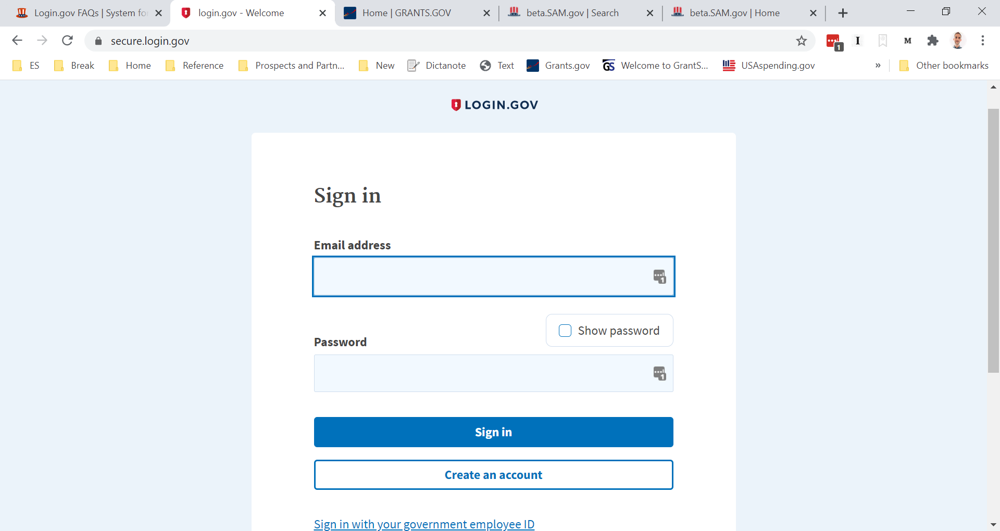 Login.gov FAQs | System fo
login.gov - Welcome
Home | GRANTS.GOV
beta.SAM.gov | Search
beta.SAM.gov | Home
secure.login.gov
1
I
M
ES
Break
Home
Reference
Prospects and Partn...
New
Dictanote
Text
Grants.gov
GS
Welcome to GrantS...
USAspending.gov
»
Other bookmarks
LOGIN.GOV
Sign in
Email address
1
Show password
Password
1
Sign in
Create an account
Sign in with your government employee ID